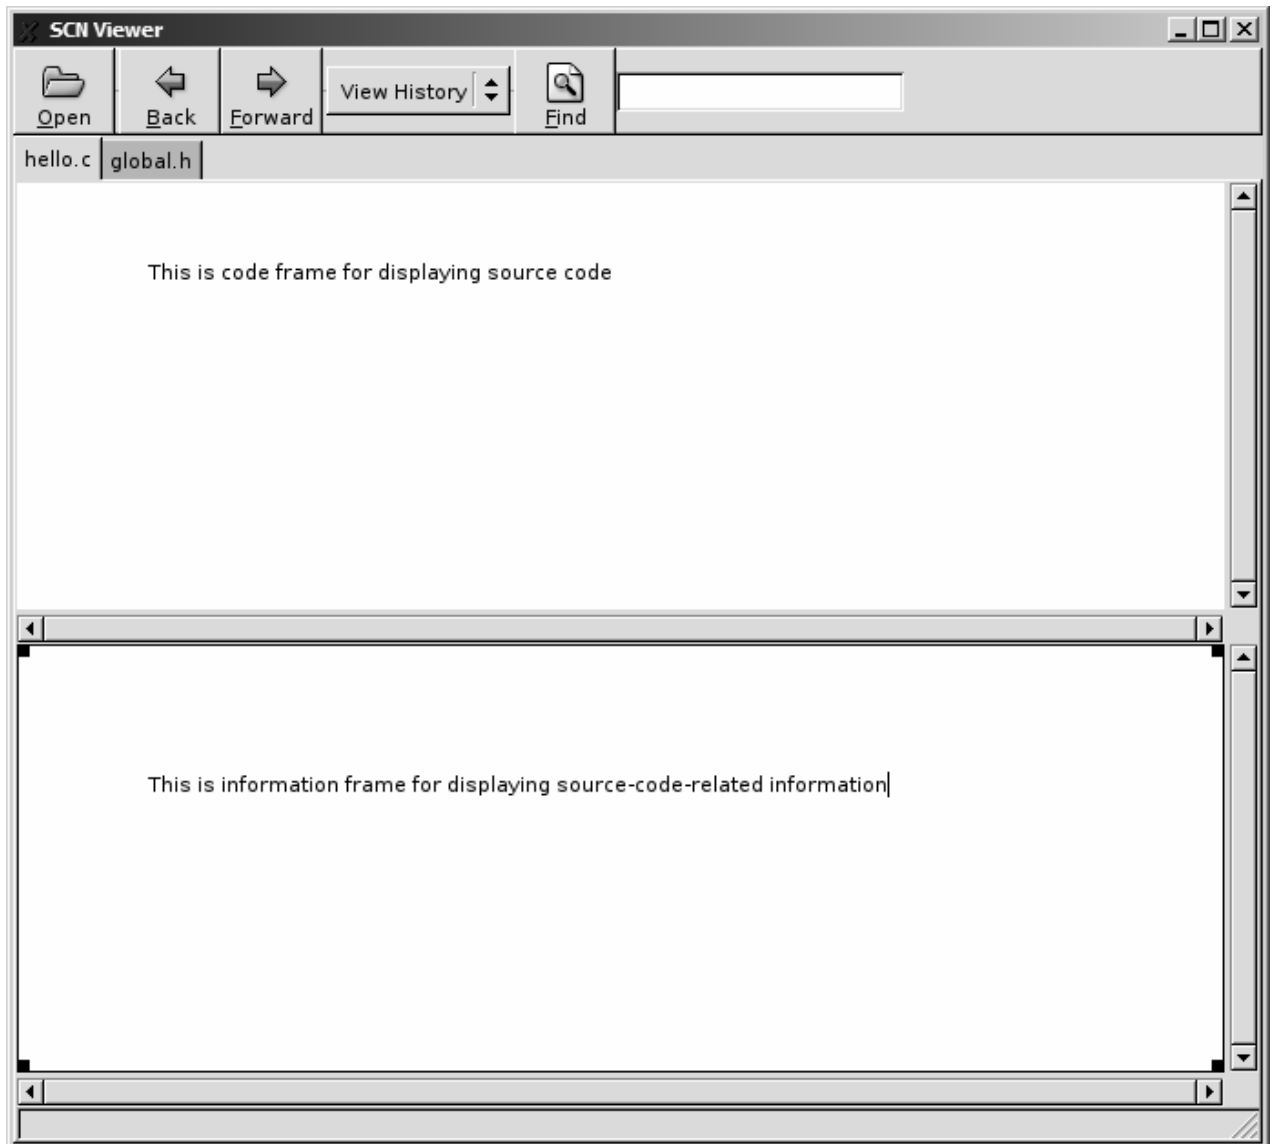 SCN Viewer
Open Back Forward View History Find
hello.c global.h
This is code frame for displaying source code
This is information frame for displaying source-code-related information